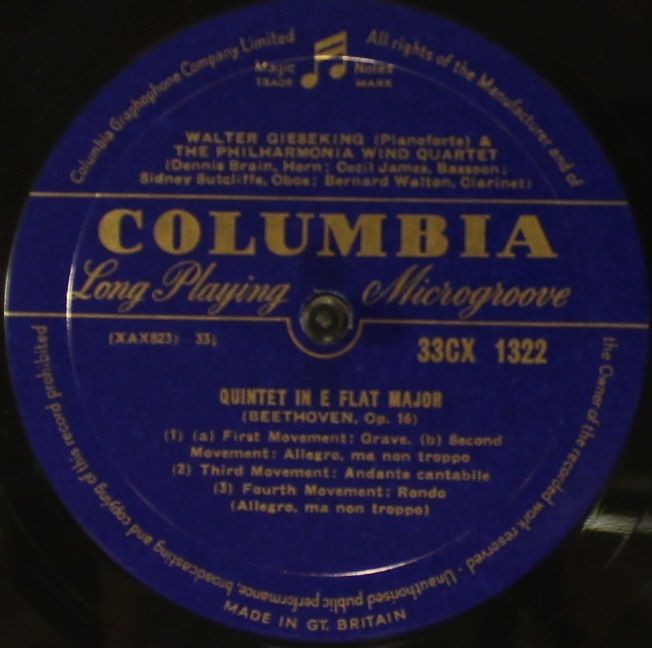 Columbia Graphophone Company Limited
All rights of the Manufacturer and of
the Owner of the recorded work reserved - Unauthorised public performance, broadcasting and copying of this record prohibited
Magic Notes
TRADE MARK
WALTER GIESEKING (Pianoforte) &
THE PHILHARMONIA WIND QUARTET
(Dennis Brain, Horn; Cecil James, Bassoon;
Sidney Sutcliffe, Oboe; Bernard Walton, Clarinet)
COLUMBIA
Long Playing Microgroove
(XAX823) 33⅓
33CX 1322
QUINTET IN E FLAT MAJOR
(BEETHOVEN, Op. 16)
(1) (a) First Movement: Grave. (b) Second
Movement: Allegro, ma non troppo
(2) Third Movement: Andante cantabile
(3) Fourth Movement: Rondo
(Allegro, ma non troppo)
MADE IN GT. BRITAIN